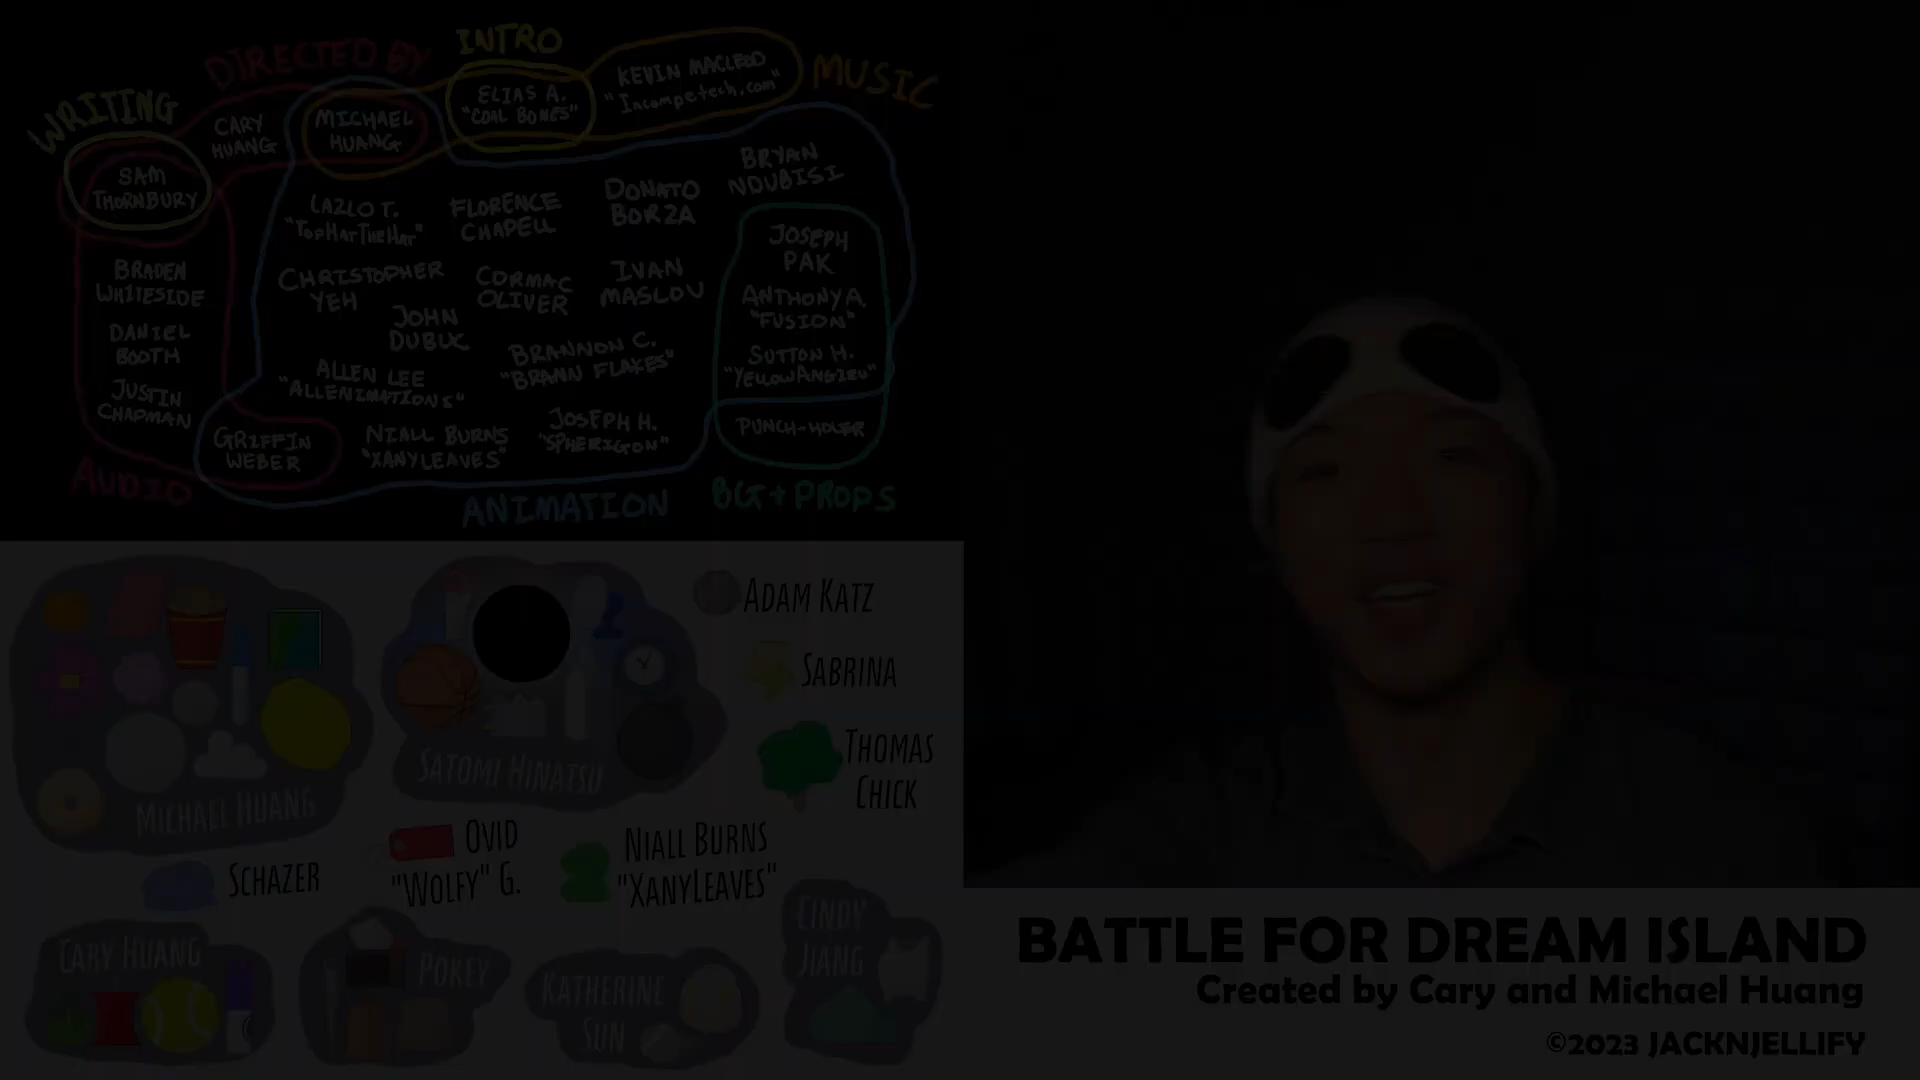 DIRECTED BY
INTRO
MUSIC
WRITING
CARY
HUANG
MICHAEL
HUANG
ELIAS A.
"COAL BONES"
KEVIN MACLEOD
"Incompetech.com"
SAM
THORNBURY
BRADEN
WHITESIDE
DANIEL
BOOTH
JUSTIN
CHAPMAN
GRIFFIN
WEBER
AUDIO
LAZLO T.
"TopHatTheHat"
FLORENCE
CHAPELL
DONATO
BORZA
BRYAN
NDUBISI
CHRISTOPHER
YEH
CORMAC
OLIVER
IVAN
MASLOV
JOHN
DUBUC
ALLEN LEE
"ALLENIMATIONS"
BRANNON C.
"BRANN FLAKES"
NIALL BURNS
"XANYLEAVES"
JOSEPH H.
"SPHERIGON"
ANIMATION
JOSEPH
PAK
ANTHONY A.
"FUSION"
SUTTON H.
"YELLOWANGIRU"
PUNCH-HOLER
BG + PROPS
MICHAEL HUANG
SATOMI HINATSU
ADAM KATZ
SABRINA
THOMAS
CHICK
SCHAZER
OVID
"WOLFY" G.
NIALL BURNS
"XANYLEAVES"
CARY HUANG
POKEY
KATHERINE
SUN
CINDY
JIANG
BATTLE FOR DREAM ISLAND
Created by Cary and Michael Huang
©2023 JACKNJELLIFY